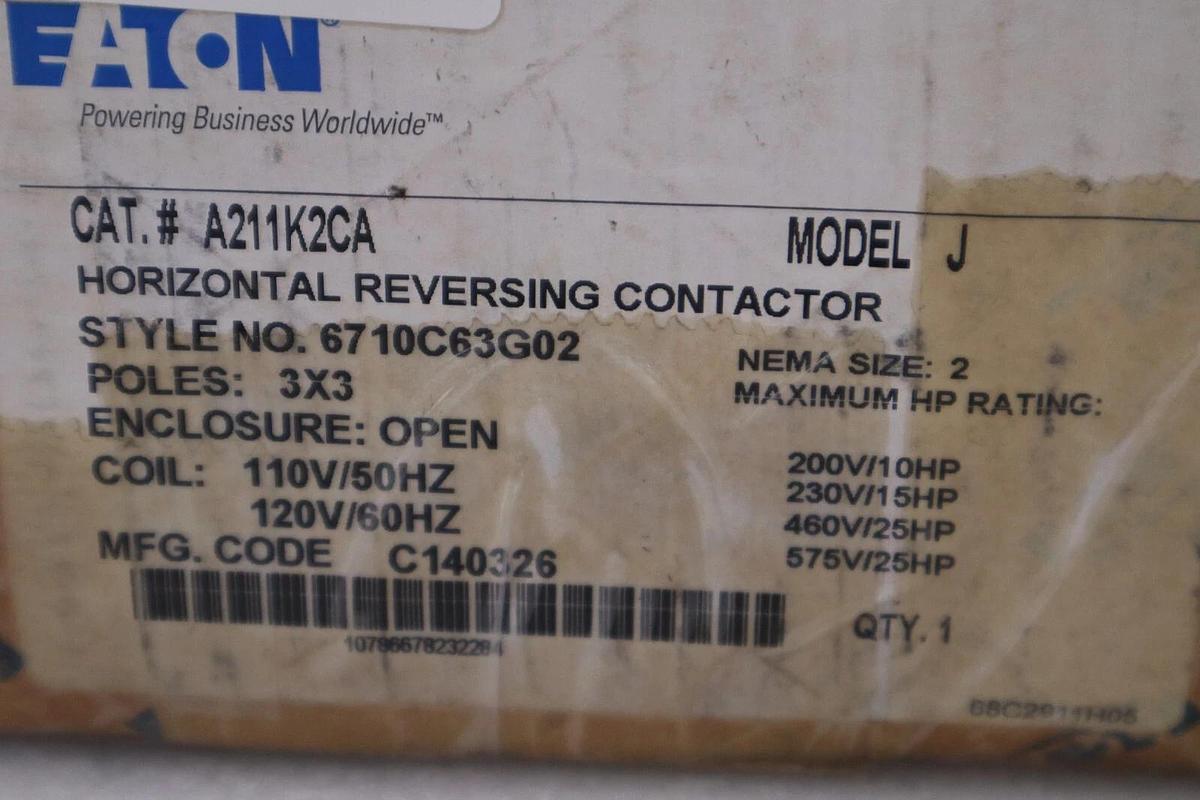 EATON®
Powering Business Worldwide™
CAT.# A211K2CA MODEL J
HORIZONTAL REVERSING CONTACTOR
STYLE NO. 6710C63G02
POLES: 3X3
ENCLOSURE: OPEN
COIL: 110V/50HZ
120V/60HZ
MFG. CODE C140326
NEMA SIZE: 2
MAXIMUM HP RATING:
200V/10HP
230V/15HP
460V/25HP
575V/25HP
QTY. 1